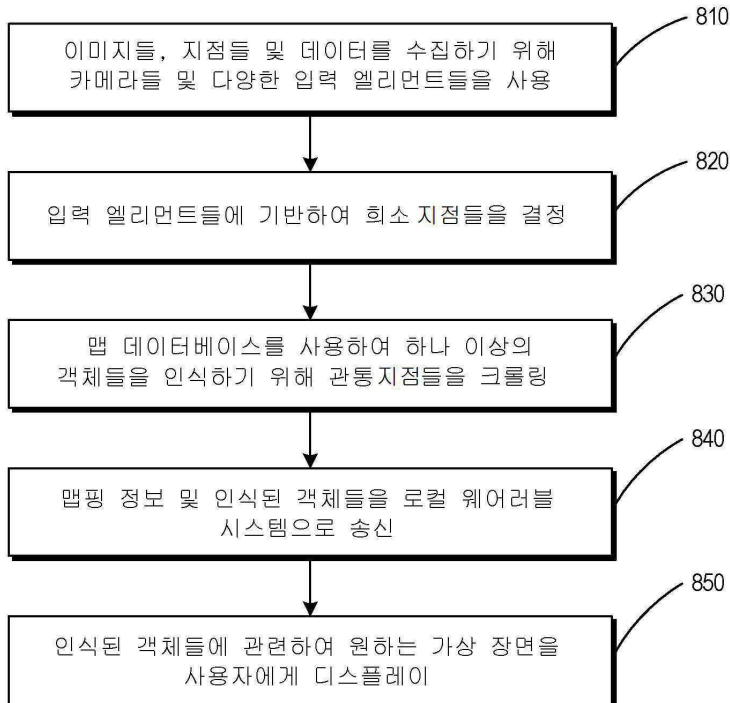 810
이미지들, 지점들 및 데이터를 수집하기 위해
카메라들 및 다양한 입력 엘리먼트들을 사용
820
입력 엘리먼트들에 기반하여 희소 지점들을 결정
830
맵 데이터베이스를 사용하여 하나 이상의
객체들을 인식하기 위해 관통지점들을 크롤링
840
맵핑 정보 및 인식된 객체들을 로컬 웨어러블
시스템으로 송신
850
인식된 객체들에 관련하여 원하는 가상 장면을
사용자에게 디스플레이